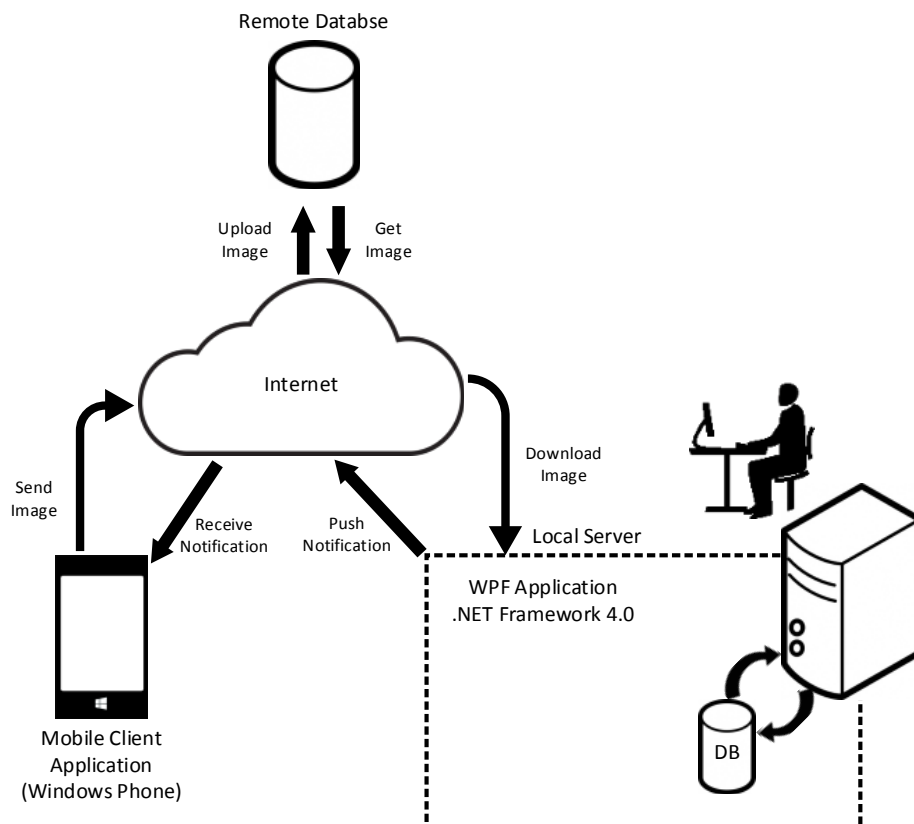 Remote Databse
Upload
Image
Get
Image
Internet
Send
Image
Receive
Notification
Push
Notification
Download
Image
Local Server
WPF Application
.NET Framework 4.0
DB
Mobile Client
Application
(Windows Phone)